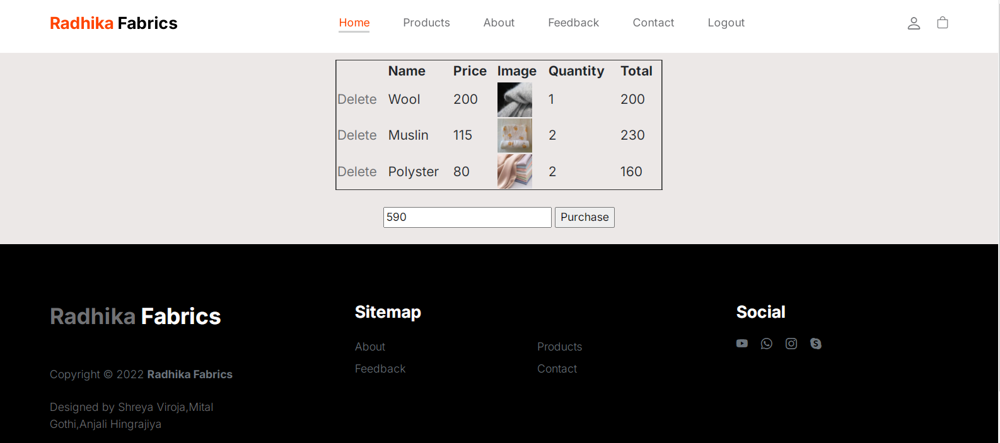 Radhika Fabrics
Home Products About Feedback Contact Logout
Name Price Image Quantity Total
Delete Wool 200 1 200
Delete Muslin 115 2 230
Delete Polyster 80 2 160
590 Purchase
Radhika Fabrics
Copyright © 2022 Radhika Fabrics
Designed by Shreya Viroja,Mital
Gothi,Anjali Hingrajiya
Sitemap
About Products
Feedback Contact
Social